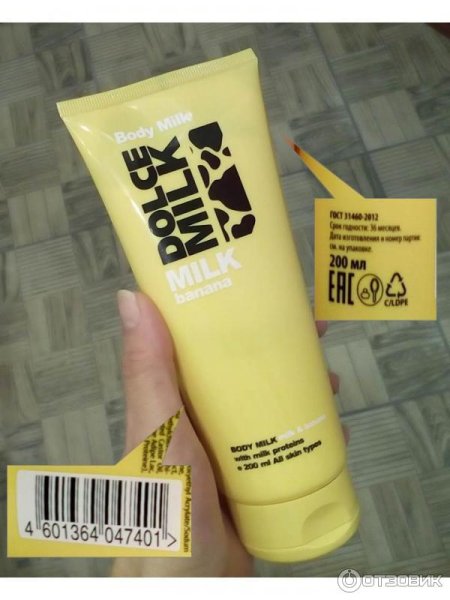 Body Milk
DOLCE
MILK
MILK
banana
BODY MILK milk & banana
with milk proteins
e 200 ml All skin types
ГОСТ 31460-2012
Срок годности: 36 месяцев.
Дата изготовления и номер партии:
см. на упаковке.
200 МЛ
EAC
C/LDPE
4 601364 047401 >
ОТЗОВИК